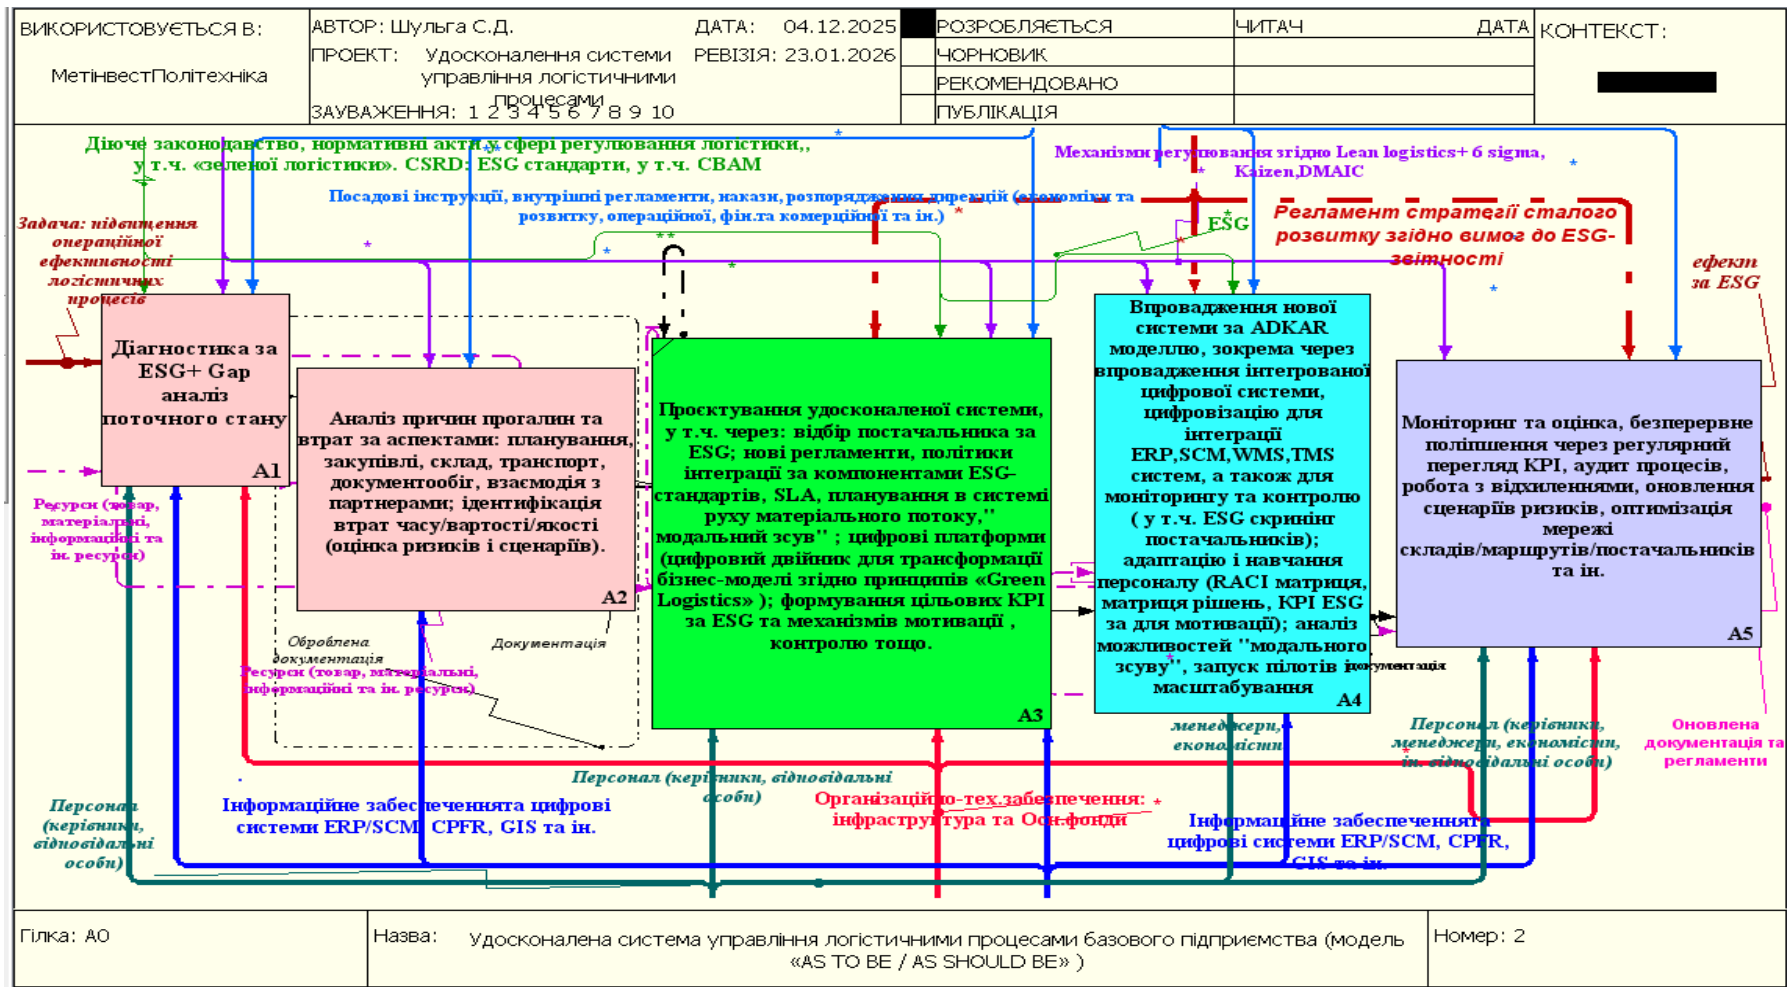 ВИКОРИСТОВУЄТЬСЯ В:
МетінвестПолітехніка
АВТОР: Шульга С.Д.
ДАТА: 04.12.2025
ПРОЕКТ: Удосконалення системи
управління логістичними
процесами
РЕВІЗІЯ: 23.01.2026
ЗАУВАЖЕННЯ: 1 2 3 4 5 6 7 8 9 10
РОЗРОБЛЯЄТЬСЯ
ЧОРНОВИК
РЕКОМЕНДОВАНО
ПУБЛІКАЦІЯ
ЧИТАЧ
ДАТА
КОНТЕКСТ:
Діюче законодавство, нормативні акти у сфері регулювання логістики,,
у т.ч. «зеленої логістики». CSRD: ESG стандарти, у т.ч. CBAM
Механізми регулювання згідно Lean logistics+ 6 sigma,
Kaizen,DMAIC
Посадові інструкції, внутрішні регламенти, накази, розпорядження дирекцій (економіки та
розвитку, операційної, фін.та комерційної та ін.)
ESG
Регламент стратегії сталого
розвитку згідно вимог до ESG-
звітності
Задача: підвищення
операційної
ефективності
логістичних
процесів
ефект
за ESG
Діагностика за
ESG+ Gap
аналіз
поточного стану
A1
Аналіз причин прогалин та
втрат за аспектами: планування,
закупівлі, склад, транспорт,
документообіг, взаємодія з
партнерами; ідентифікація
втрат часу/вартості/якості
(оцінка ризиків і сценаріїв).
A2
Проєктування удосконаленої системи,
у т.ч. через: відбір постачальника за
ESG; нові регламенти, політики
інтеграції за компонентами ESG-
стандартів, SLA, планування в системі
руху матеріального потоку,"
модальний зсув" ; цифрові платформи
(цифровий двійник для трансформації
бізнес-моделі згідно принципів «Green
Logistics» ); формування цільових KPI
за ESG та механізмів мотивації ,
контролю тощо.
A3
Впровадження нової
системи за ADKAR
моделлю, зокрема через
впровадження інтегрованої
цифрової системи,
цифровізацію для
інтеграції
ERP,SCM,WMS,TMS
систем, а також для
моніторингу та контролю
( у т.ч. ESG скринінг
постачальників);
адаптацію і навчання
персоналу (RACI матриця,
матриця рішень, KPI ESG
за для мотивації); аналіз
можливостей "модального
зсуву", запуск пілотів і
масштабування
A4
Моніторинг та оцінка, безперервне
поліпшення через регулярний
перегляд KPI, аудит процесів,
робота з відхиленнями, оновлення
сценаріїв ризиків, оптимізація
мережі
складів/маршрутів/постачальників
та ін.
A5
Ресурси (товар,
матеріальні,
інформаційні та
ін. ресурси)
Оброблена
документація
Документація
Ресурси (товар, матеріальні,
інформаційні та ін. ресурси)
документація
менеджери,
економісти
Персонал (керівники,
менеджери, економісти,
ін. відповідальні особи)
Оновлена
документація та
регламенти
Персонал (керівники, відповідальні
особи)
Персонал
(керівники,
відповідальні
особи)
Інформаційне забезпеченнята цифрові
системи ERP/SCM, CPFR, GIS та ін.
Організаційно-тех.забезпечення:
інфраструктура та Осн.фонди
Інформаційне забезпеченнята
цифрові системи ERP/SCM, CPFR,
GIS та ін.
Гілка: A0
Назва: Удосконалена система управління логістичними процесами базового підприємства (модель
«AS TO BE / AS SHOULD BE» )
Номер: 2